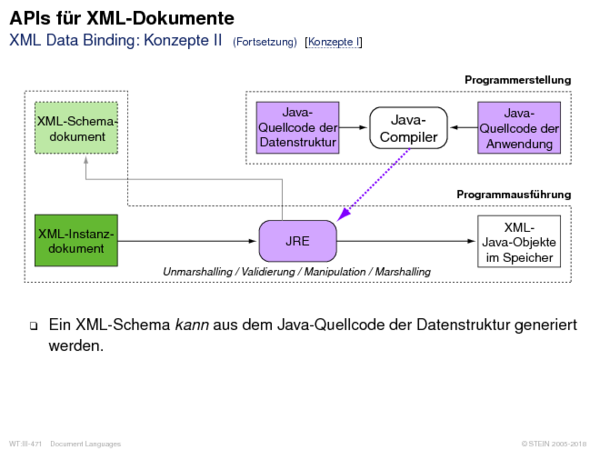 APIs für XML-Dokumente
XML Data Binding: Konzepte II (Fortsetzung) [Konzepte I]
Programmerstellung
XML-Schema-
dokument
Java-
Quellcode der
Datenstruktur
Java-
Compiler
Java-
Quellcode der
Anwendung
Programmausführung
XML-Instanz-
dokument
JRE
XML-
Java-Objekte
im Speicher
Unmarshalling / Validierung / Manipulation / Marshalling
❑ Ein XML-Schema kann aus dem Java-Quellcode der Datenstruktur generiert
werden.
WT:III-471 Document Languages
© STEIN 2005-2018